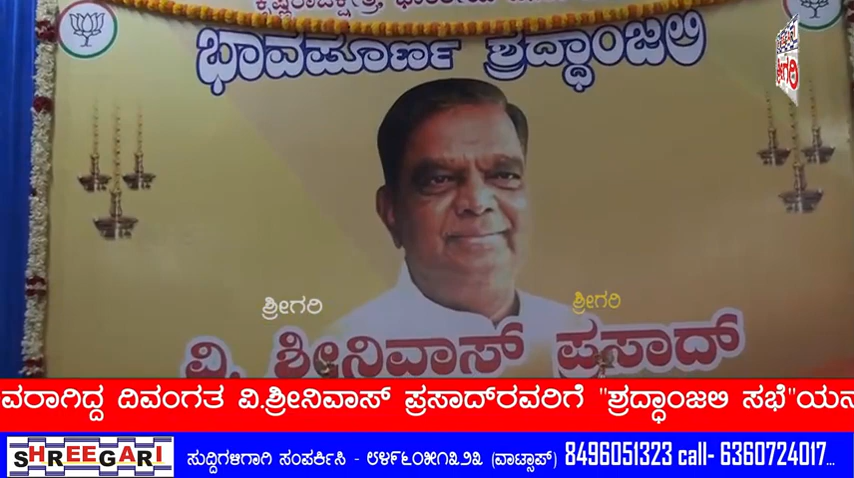 ಭಾವಪೂರ್ಣ ಶ್ರದ್ಧಾಂಜಲಿ
ಶ್ರೀಗರಿ
ಶ್ರೀಗರಿ
ವಿ. ಶ್ರೀನಿವಾಸ್ ಪ್ರಸಾದ್
ವರಾಗಿದ್ದ ದಿವಂಗತ ವಿ.ಶ್ರೀನಿವಾಸ್ ಪ್ರಸಾದ್‌ರವರಿಗೆ "ಶ್ರದ್ಧಾಂಜಲಿ ಸಭೆ"ಯನ
SHREEGARI ಸುದ್ದಿಗಳಿಗಾಗಿ ಸಂಪರ್ಕಿಸಿ - ೮೪೯೬೦೫೧೩೨೩ (ವಾಟ್ಸಾಪ್) 8496051323 call- 6360724017...